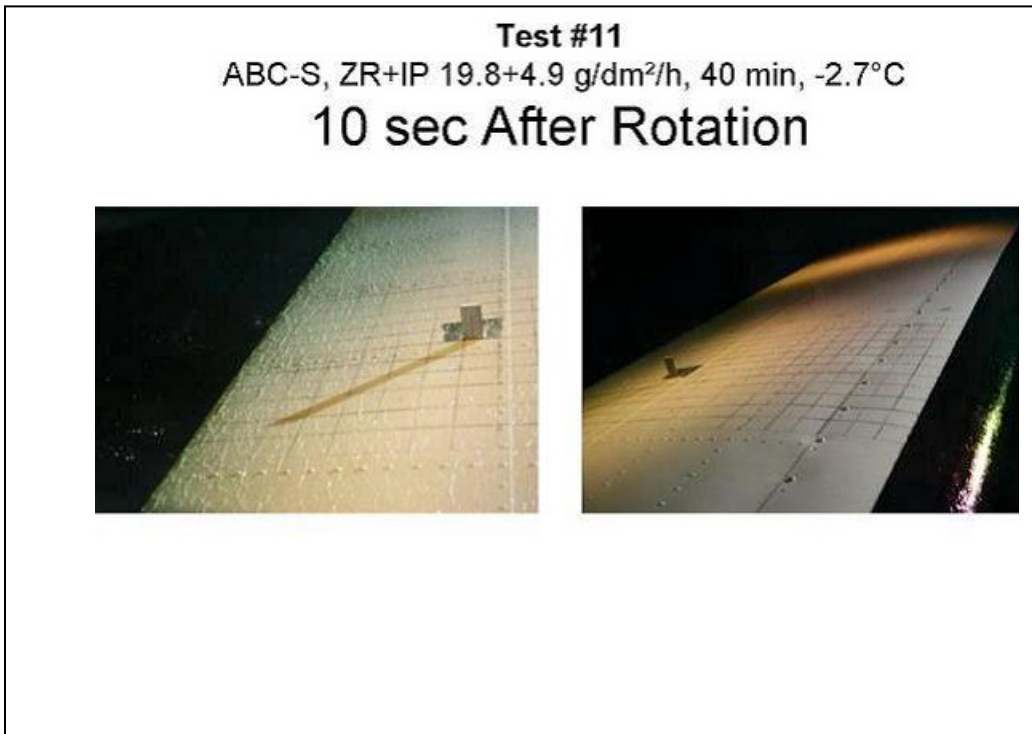 Test #11
ABC-S, ZR+IP 19.8+4.9 g/dm²/h, 40 min, -2.7°C
10 sec After Rotation